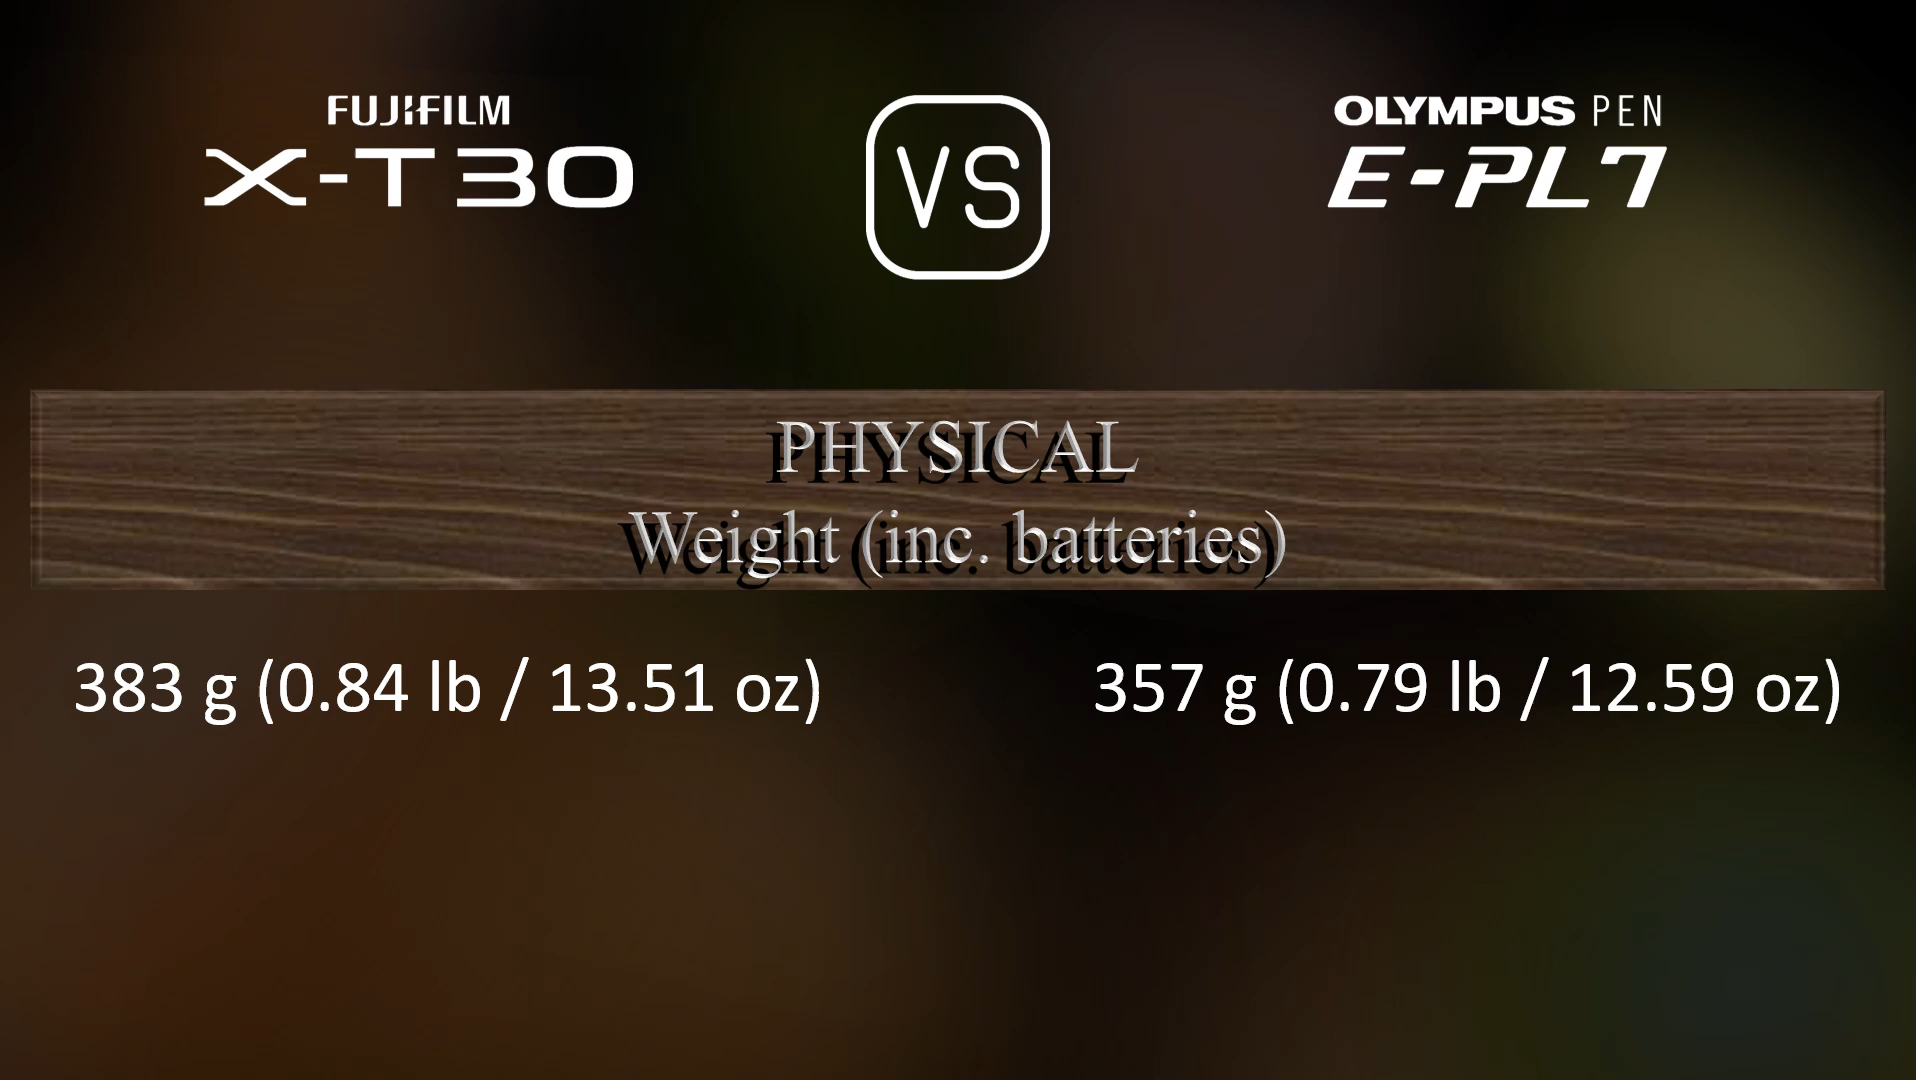 FUJIFILM
X-T30
VS
OLYMPUS PEN
E-PL7
PHYSICAL
Weight (inc. batteries)
383 g (0.84 lb / 13.51 oz)
357 g (0.79 lb / 12.59 oz)